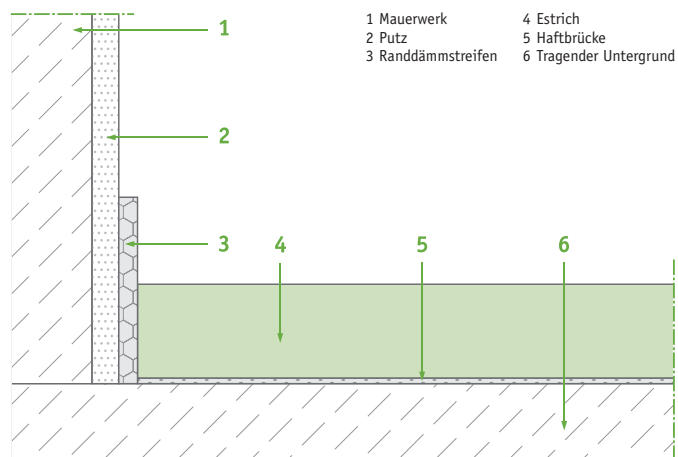 1 Mauerwerk
2 Putz
3 Randdämmstreifen
4 Estrich
5 Haftbrücke
6 Tragender Untergrund
1
2
3
4
5
6